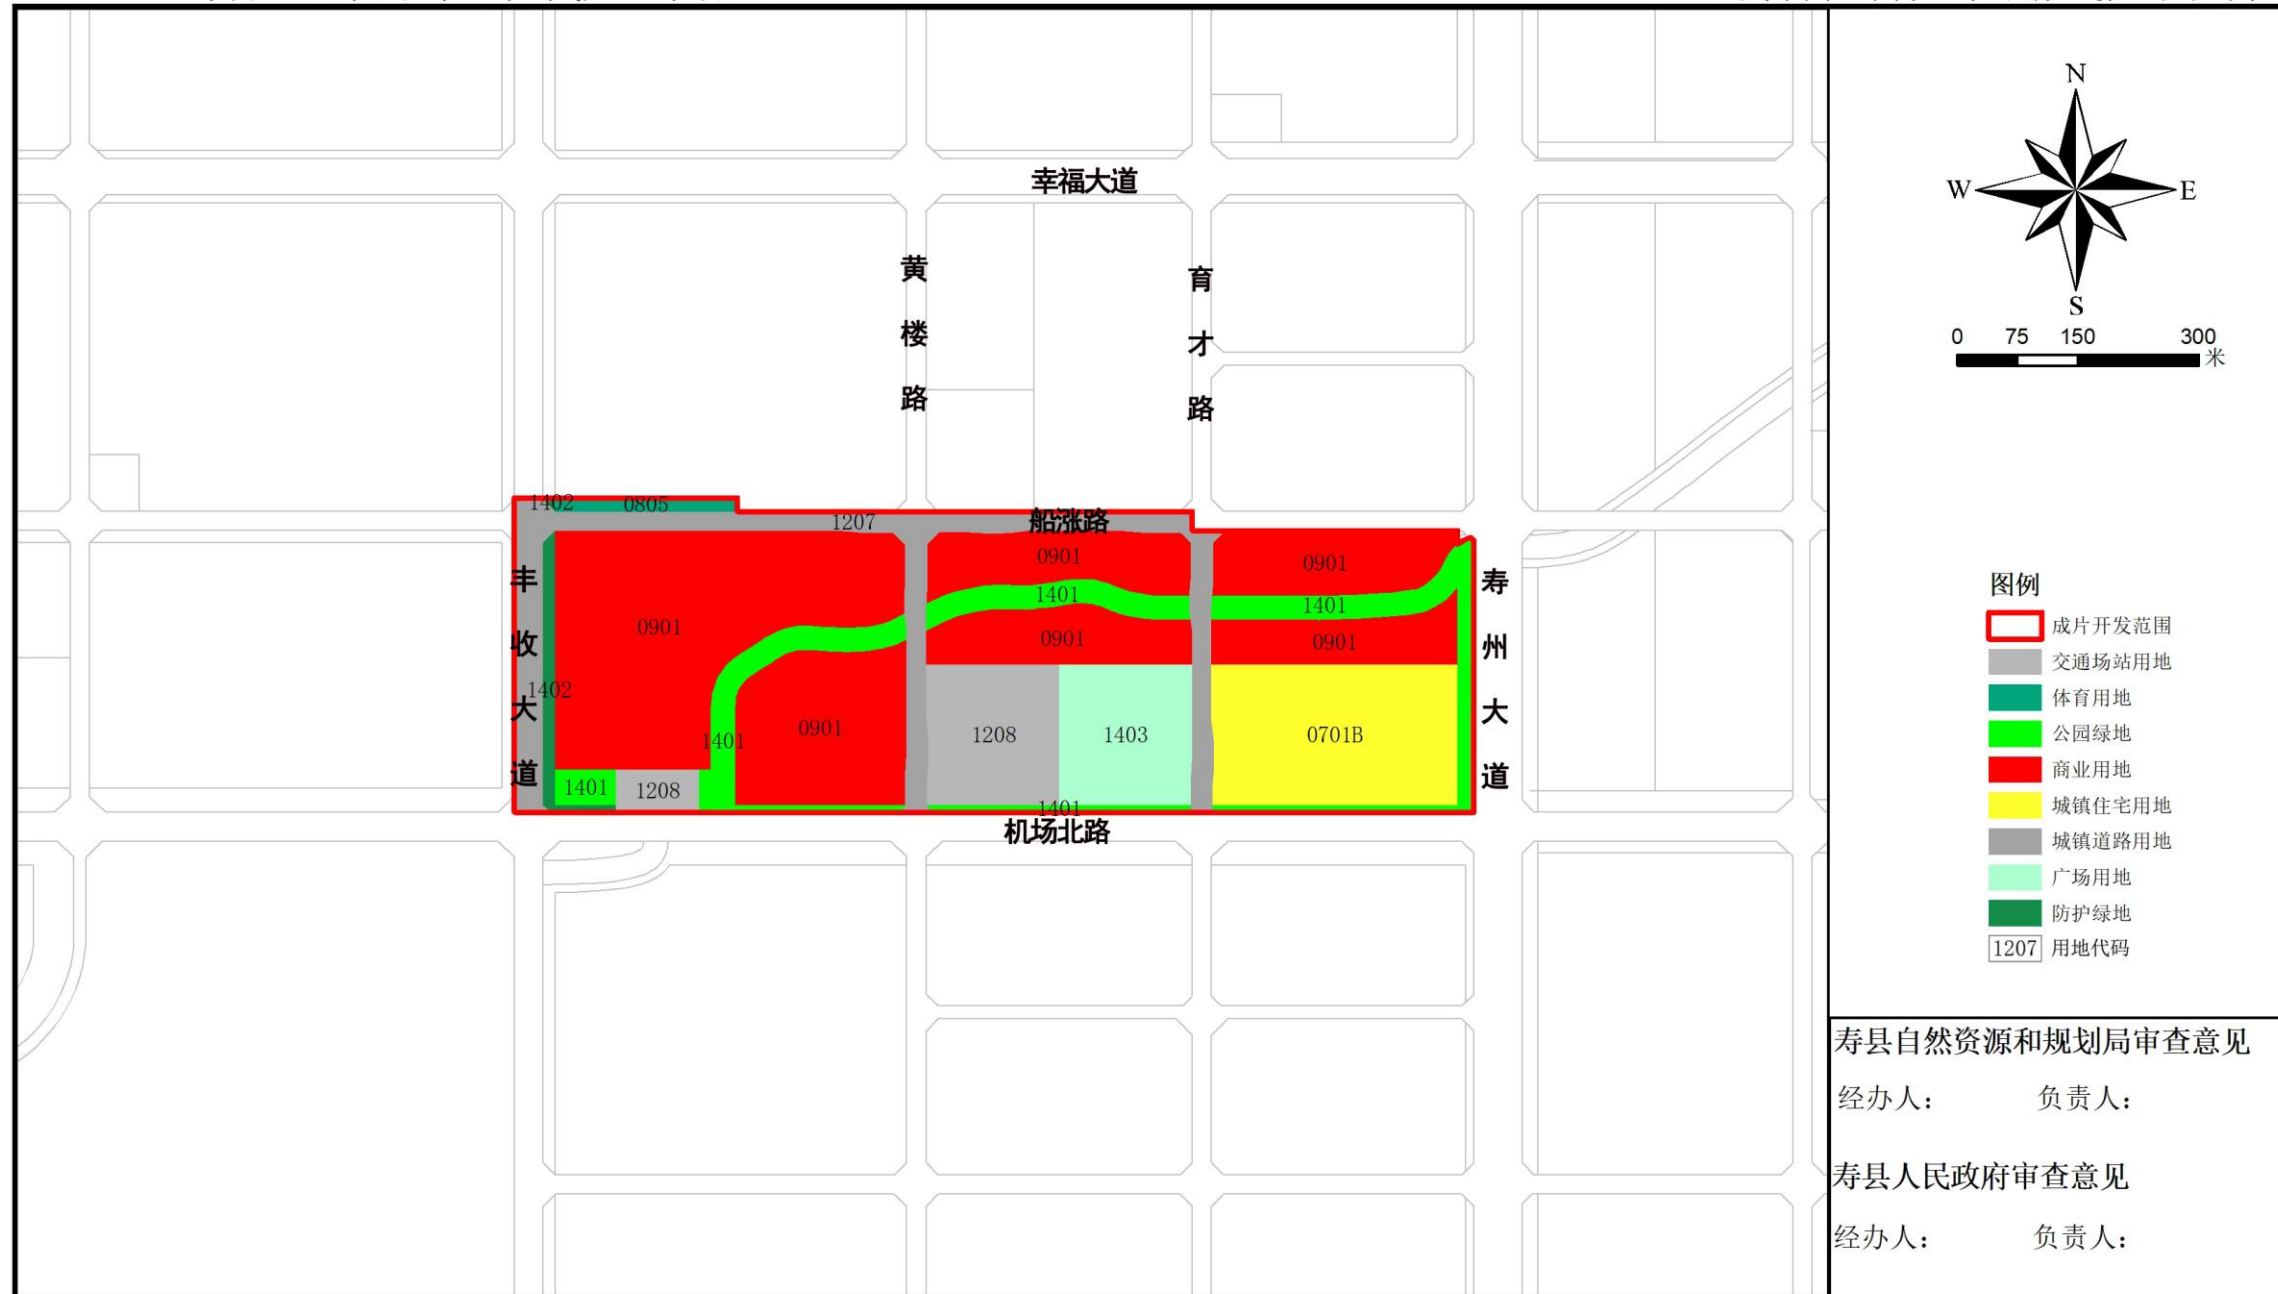 幸福大道
黄楼路
育才路
1402
0805
1207
船涨路
0901
0901
1401
1401
0901
0901
0901
1402
0901
1401
1208
1403
0701B
1401
1208
1401
丰收大道
寿州大道
机场北路
N
W
E
S
0 75 150 300
米
图例
成片开发范围
交通场站用地
体育用地
公园绿地
商业用地
城镇住宅用地
城镇道路用地
广场用地
防护绿地
1207 用地代码
寿县自然资源和规划局审查意见
经办人： 负责人：
寿县人民政府审查意见
经办人： 负责人：